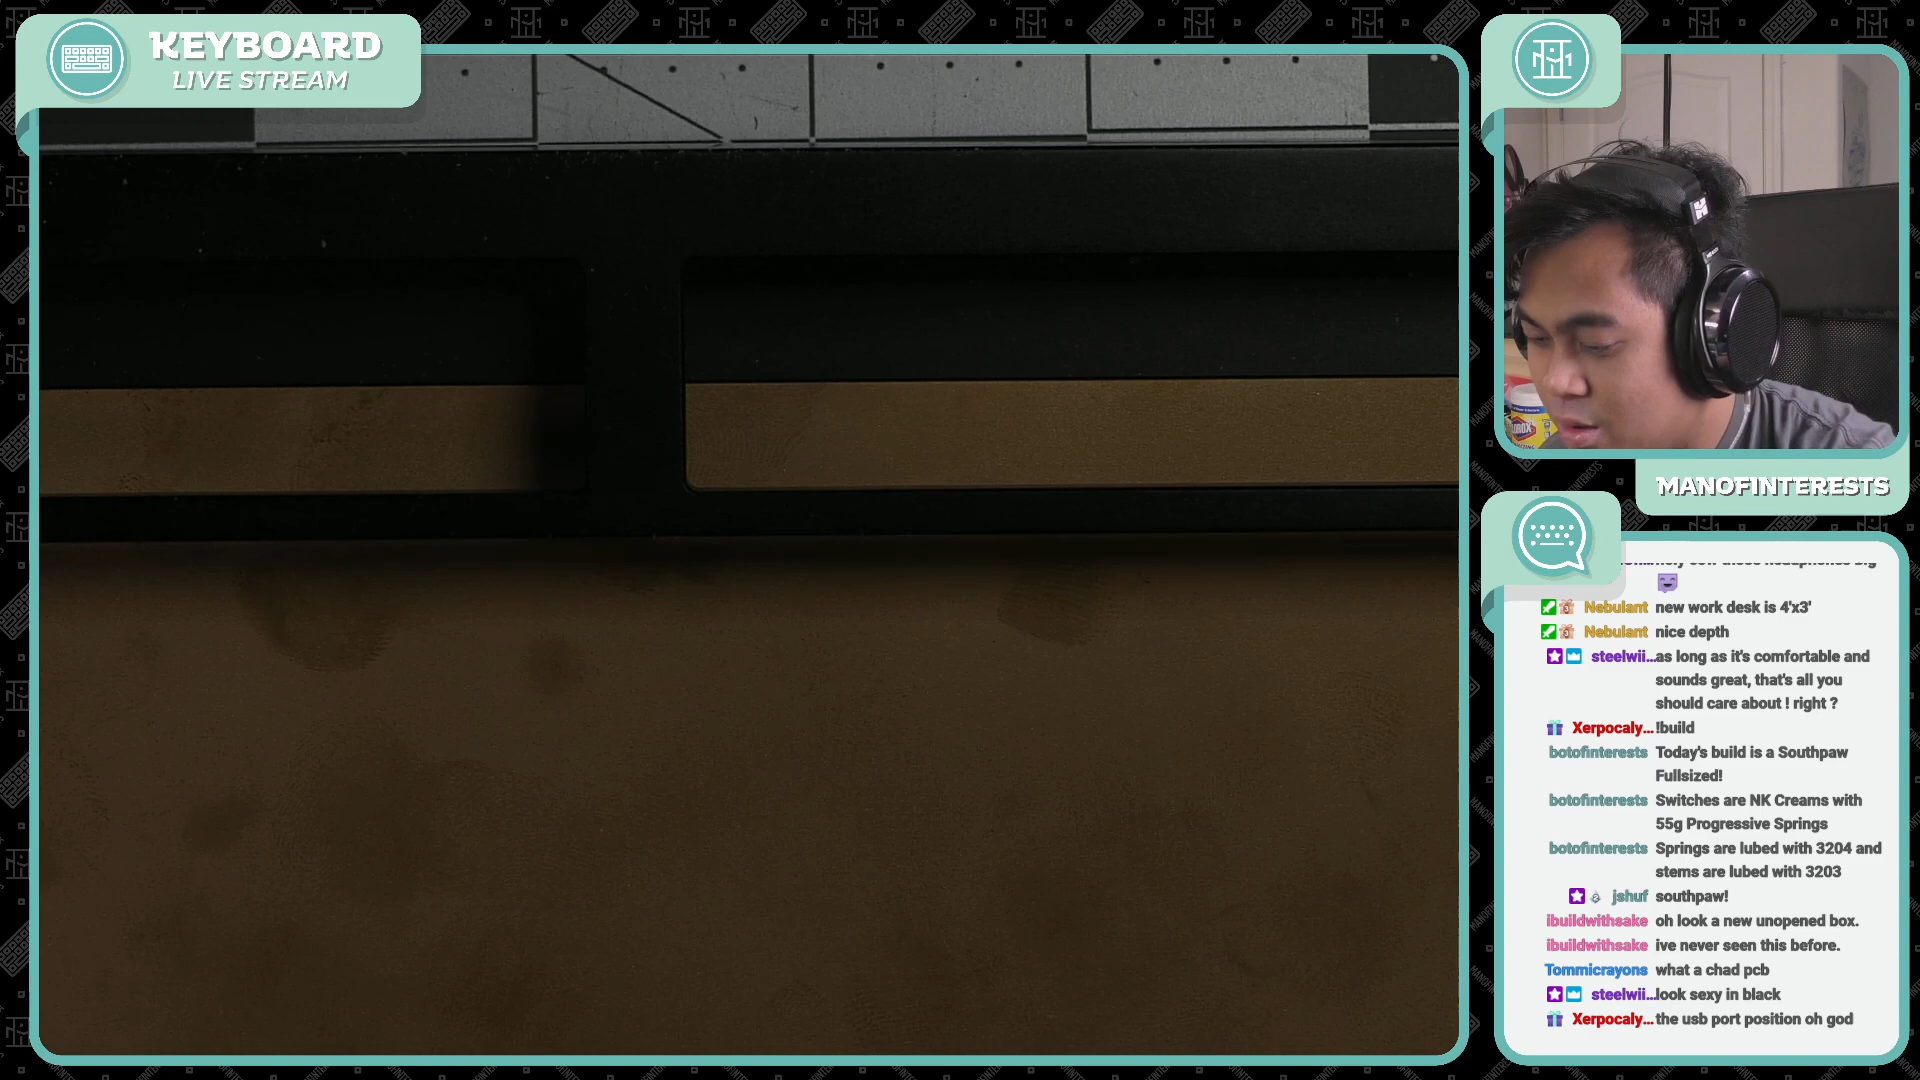 KEYBOARD
LIVE STREAM
MANOFINTERESTS
Nebulant new work desk is 4'x3'
Nebulant nice depth
steelwii... as long as it's comfortable and
sounds great, that's all you
should care about ! right ?
Xerpocaly... !build
botofinterests Today's build is a Southpaw
Fullsized!
botofinterests Switches are NK Creams with
55g Progressive Springs
botofinterests Springs are lubed with 3204 and
stems are lubed with 3203
jshuf southpaw!
ibuildwithsake oh look a new unopened box.
ibuildwithsake ive never seen this before.
Tommicrayons what a chad pcb
steelwii... look sexy in black
Xerpocaly... the usb port position oh god